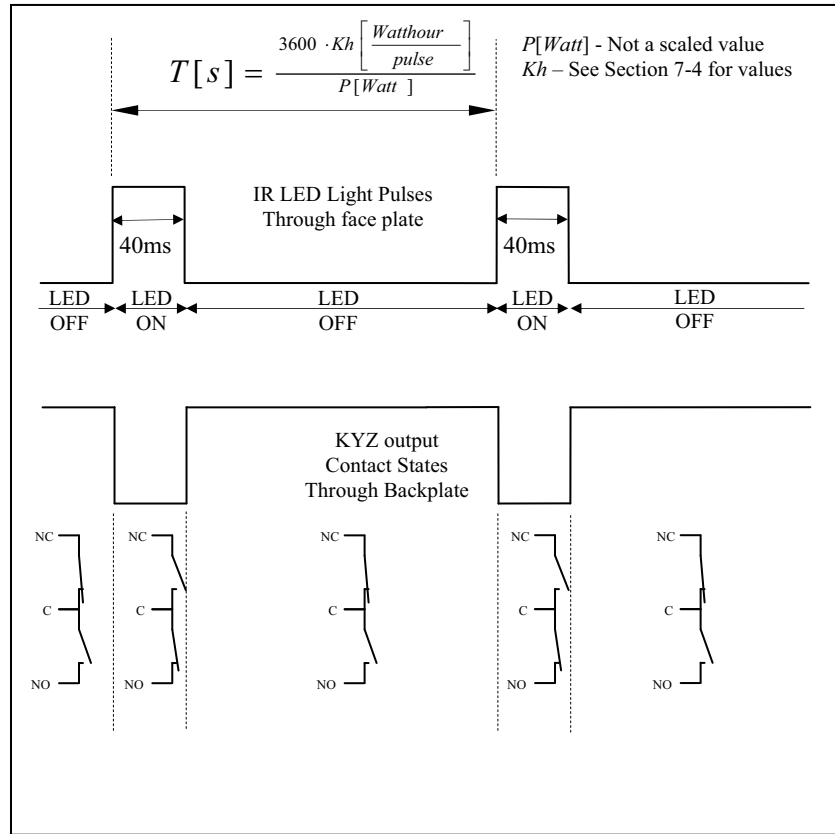 T[s] = 3600 · Kh [Watthour / pulse] / P[Watt ]
P[Watt] - Not a scaled value
Kh – See Section 7-4 for values
IR LED Light Pulses
Through face plate
40ms
40ms
LED
OFF
LED
ON
LED
OFF
LED
ON
LED
OFF
KYZ output
Contact States
Through Backplate
NC
NC
NC
NC
NC
C
C
C
C
C
NO
NO
NO
NO
NO